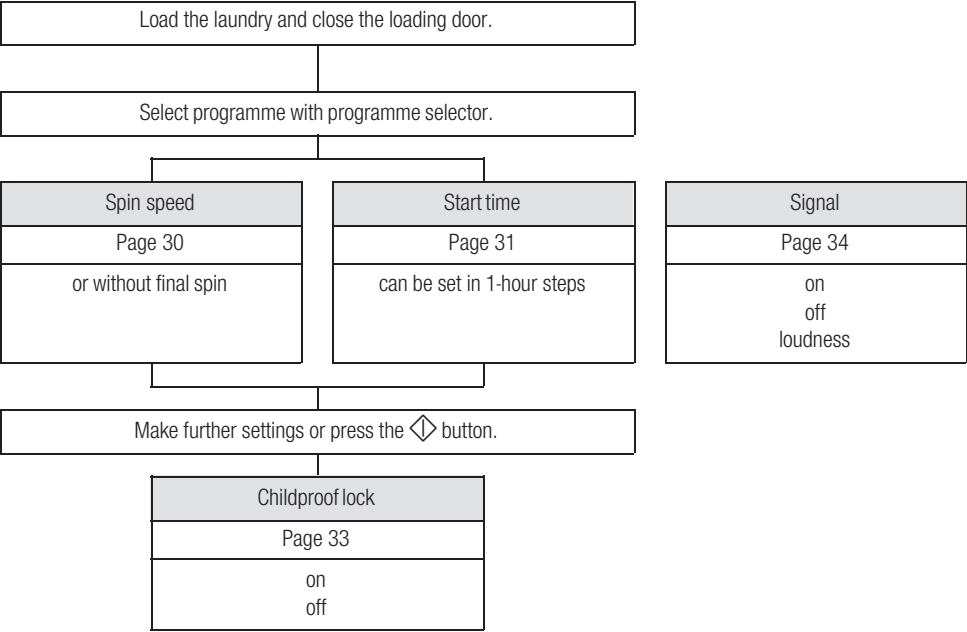 Load the laundry and close the loading door.
Select programme with programme selector.
Spin speed
Page 30
or without final spin
Start time
Page 31
can be set in 1-hour steps
Signal
Page 34
on
off
loudness
Make further settings or press the button.
Childproof lock
Page 33
on
off